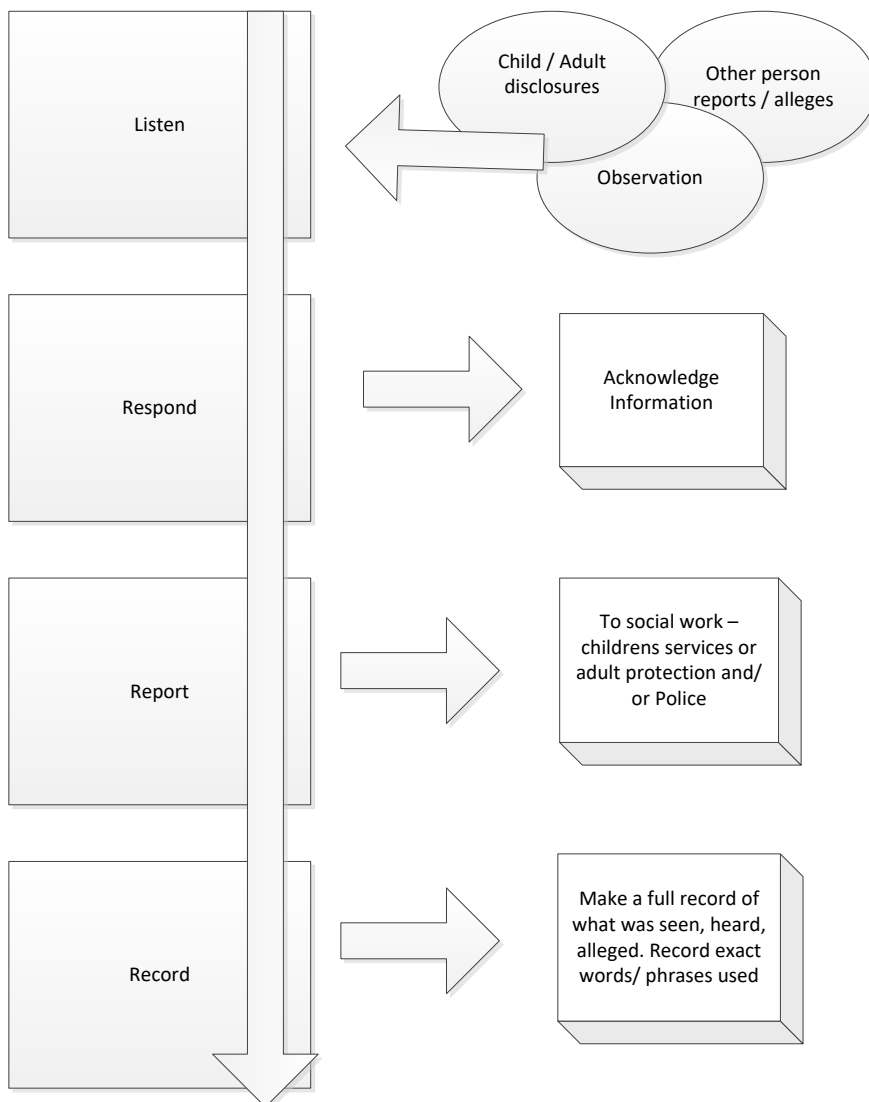 Listen
Child / Adult
disclosures
Other person
reports / alleges
Observation
Respond
Acknowledge
Information
Report
To social work –
childrens services or
adult protection and/
or Police
Record
Make a full record of
what was seen, heard,
alleged. Record exact
words/ phrases used